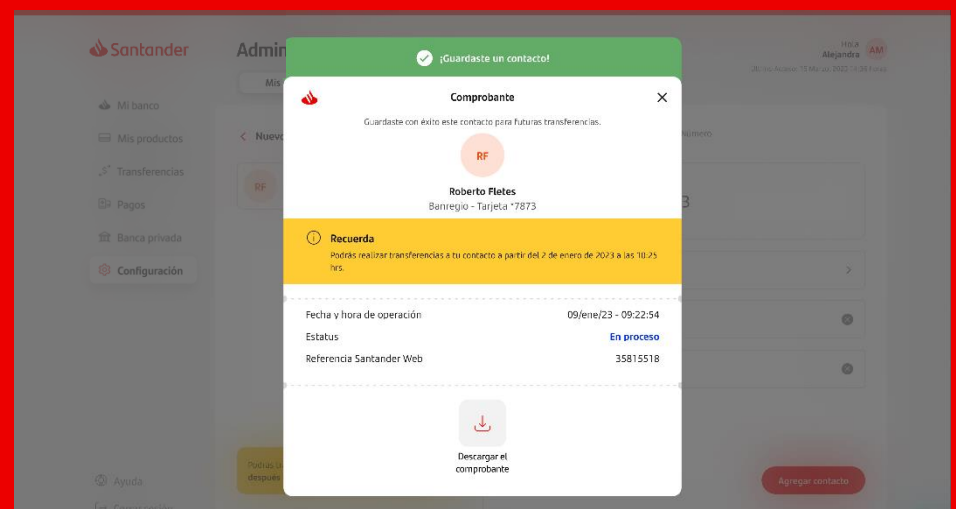 Santander
Admin
¡Guardaste un contacto!
Alejandra
AM
Mis
Mi banco
Comprobante
Guardaste con éxito este contacto para futuras transferencias.
Mis productos
< Nuevo
Transferencias
RF
RF
Pagos
Roberto Fletes
Banregio - Tarjeta *7873
3
Banca privada
Configuración
Recuerda
Podrás realizar transferencias a tu contacto a partir del 2 de enero de 2023 a las 10:25
hrs.
Fecha y hora de operación 09/ene/23 - 09:22:54
Estatus En proceso
Referencia Santander Web 35815518
Descargar el
comprobante
después
Ayuda
Agregar contacto